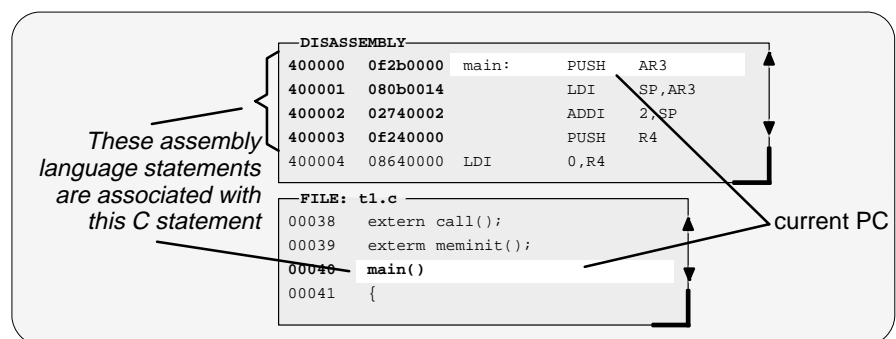 DISASSEMBLY
400000 0f2b0000 main: PUSH AR3
400001 080b0014 LDI SP,AR3
400002 02740002 ADDI 2,SP
400003 0f240000 PUSH R4
400004 08640000 LDI 0,R4
These assembly
language statements
are associated with
this C statement
FILE: t1.c
00038 extern call();
00039 exterm meminit();
00040 main()
00041 {
current PC